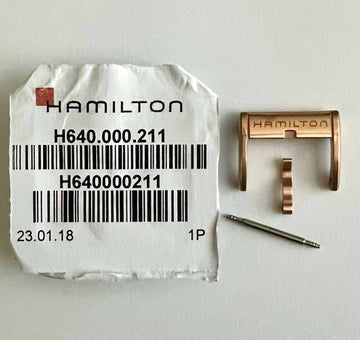 HAMILTON
H640.000.211
H640000211
23.01.18 1P
HAMILTON